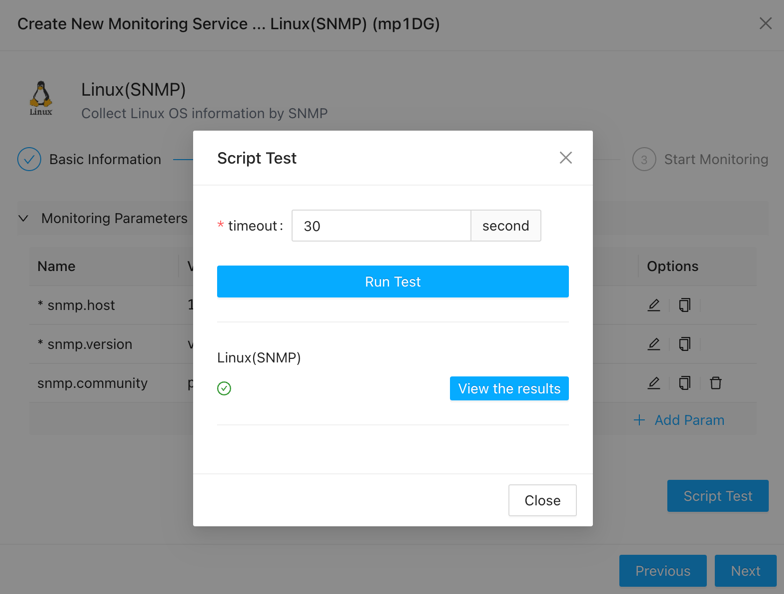 Create New Monitoring Service ... Linux(SNMP) (mp1DG)
Linux
Linux(SNMP)
Collect Linux OS information by SNMP
Basic Information
3 Start Monitoring
Monitoring Parameters
Name
Options
* snmp.host
* snmp.version
snmp.community
+ Add Param
Script Test
Previous
Next
Script Test
* timeout: 30 second
Run Test
Linux(SNMP)
View the results
Close